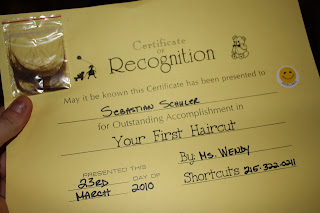 Certificate
OF
Recognition
May it be known this Certificate has been presented to
SEBASTIAN SCHULER
for Outstanding Accomplishment in
Your First Haircut
By: Ms. WENDY
PRESENTED THIS
23RD DAY OF
MARCH 2010
Shortcuts 215-322-0211